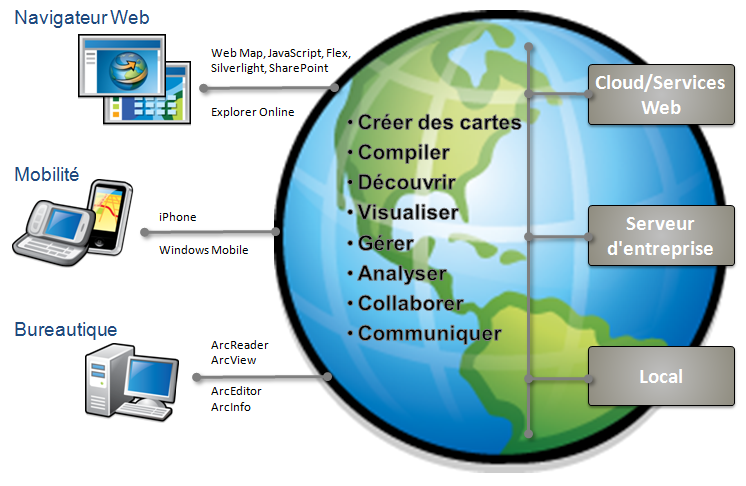 Navigateur Web
Web Map, JavaScript, Flex,
Silverlight, SharePoint
Explorer Online
Mobilité
iPhone
Windows Mobile
Bureautique
ArcReader
ArcView
ArcEditor
ArcInfo
• Créer des cartes
• Compiler
• Découvrir
• Visualiser
• Gérer
• Analyser
• Collaborer
• Communiquer
Cloud/Services
Web
Serveur
d'entreprise
Local